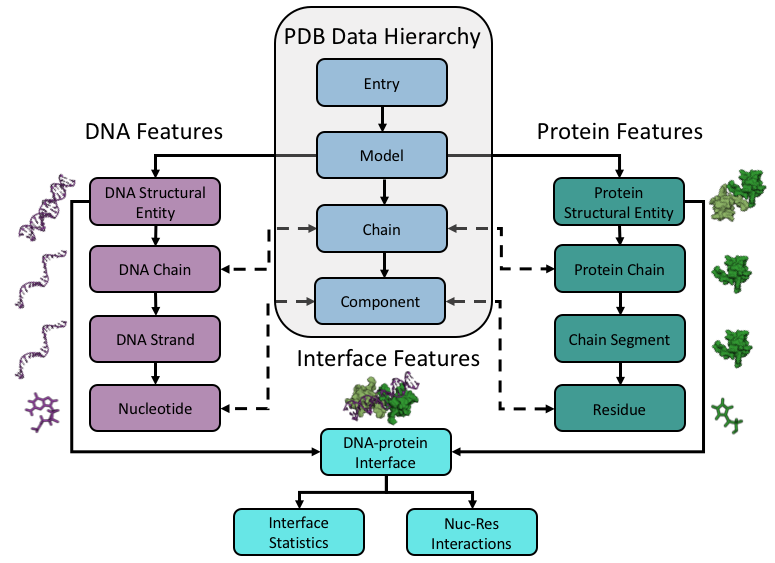 PDB Data Hierarchy
Entry
Model
Chain
Component
DNA Features
DNA Structural
Entity
DNA Chain
DNA Strand
Nucleotide
Protein Features
Protein
Structural Entity
Protein Chain
Chain Segment
Residue
Interface Features
DNA-protein
Interface
Interface
Statistics
Nuc-Res
Interactions